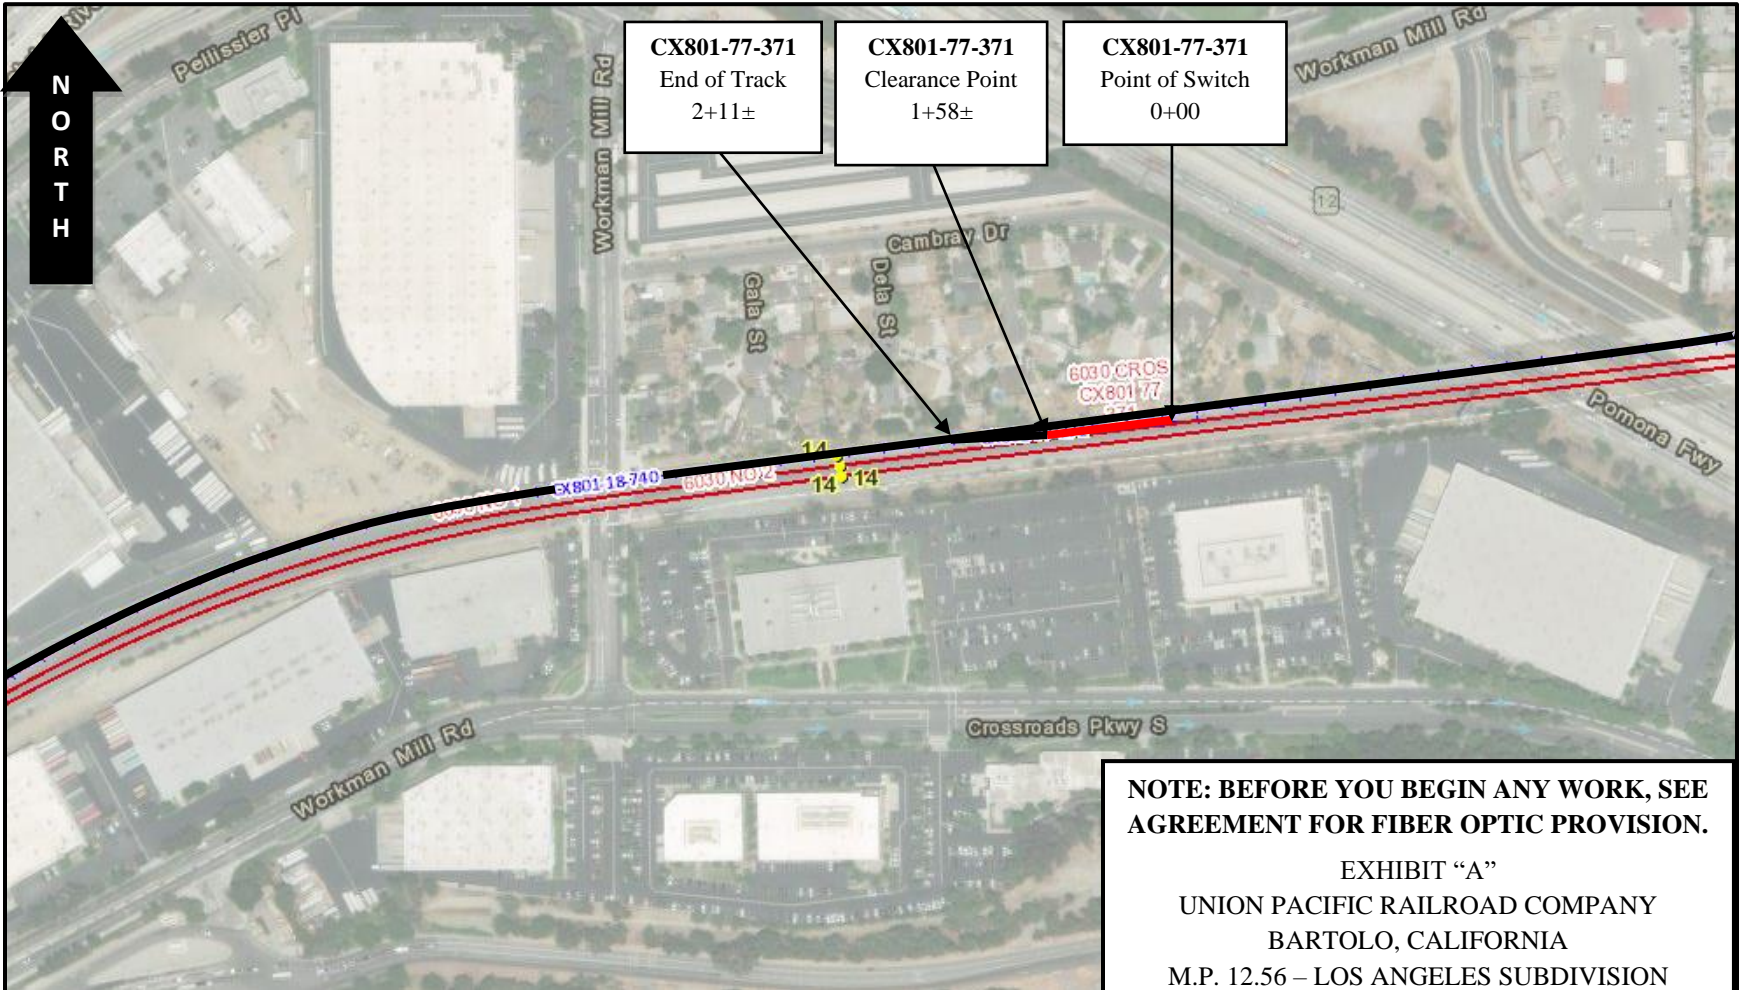 Pellissier Pl
N
O
R
T
H
Workman Mill Rd
CX801-77-371
End of Track
2+11±
CX801-77-371
Clearance Point
1+58±
CX801-77-371
Point of Switch
0+00
Workman Mill Rd
12
Cambray Dr
Gala St
Dela St
6030 CROS
CX801 77
Pomona Fwy
14
14
14
CX801-18-740
6030 NO 2
Workman Mill Rd
Crossroads Pkwy S
NOTE: BEFORE YOU BEGIN ANY WORK, SEE
AGREEMENT FOR FIBER OPTIC PROVISION.
EXHIBIT “A”
UNION PACIFIC RAILROAD COMPANY
BARTOLO, CALIFORNIA
M.P. 12.56 – LOS ANGELES SUBDIVISION